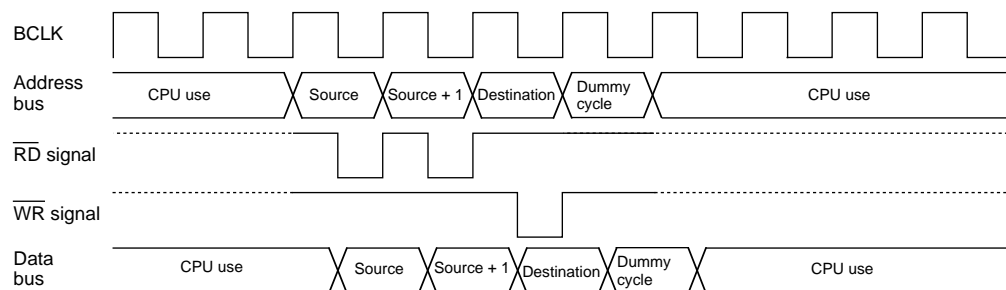 BCLK
Address
bus
CPU use
Source
Source + 1
Destination
Dummy
cycle
CPU use
RD signal
WR signal
Data
bus
CPU use
Source
Source + 1
Destination
Dummy
cycle
CPU use